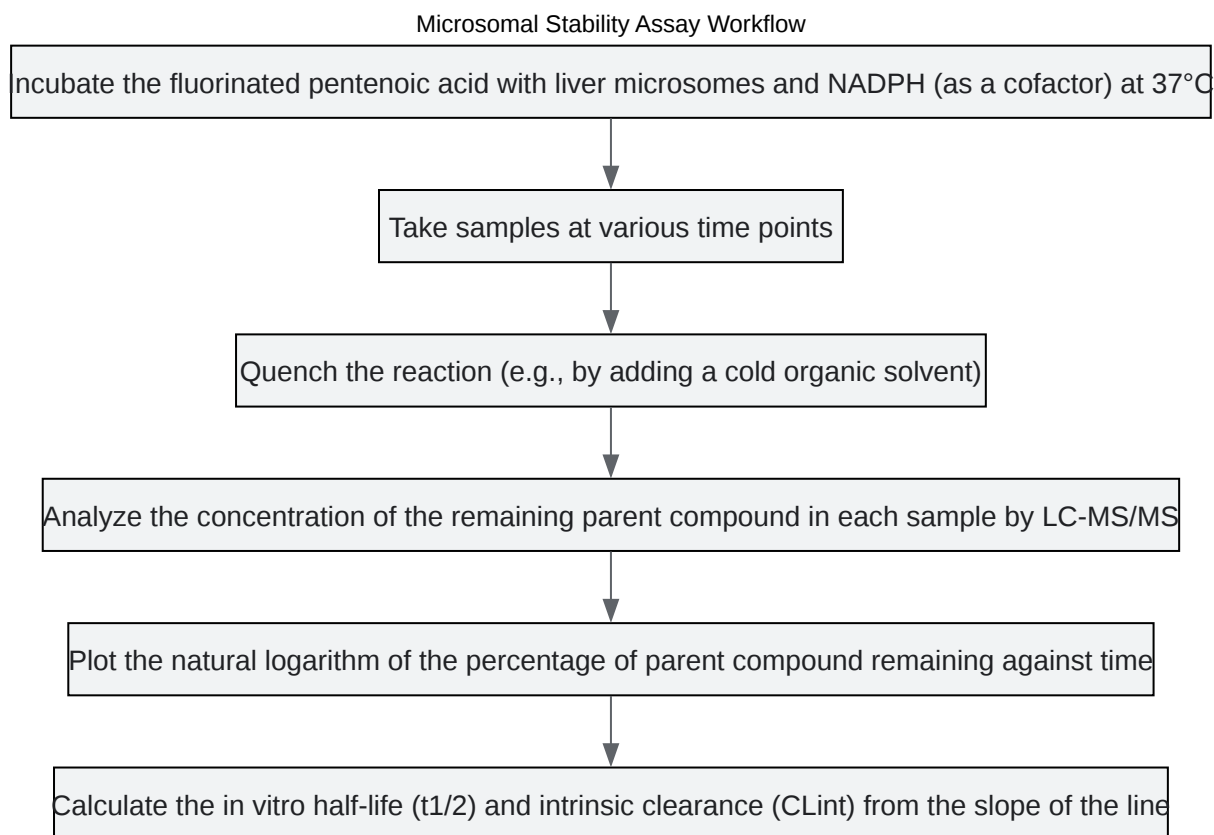 Microsomal Stability Assay Workflow
Incubate the fluorinated pentenoic acid with liver microsomes and NADPH (as a cofactor) at 37°C
Take samples at various time points
Quench the reaction (e.g., by adding a cold organic solvent)
Analyze the concentration of the remaining parent compound in each sample by LC-MS/MS
Plot the natural logarithm of the percentage of parent compound remaining against time
Calculate the in vitro half-life (t1/2) and intrinsic clearance (CLint) from the slope of the line